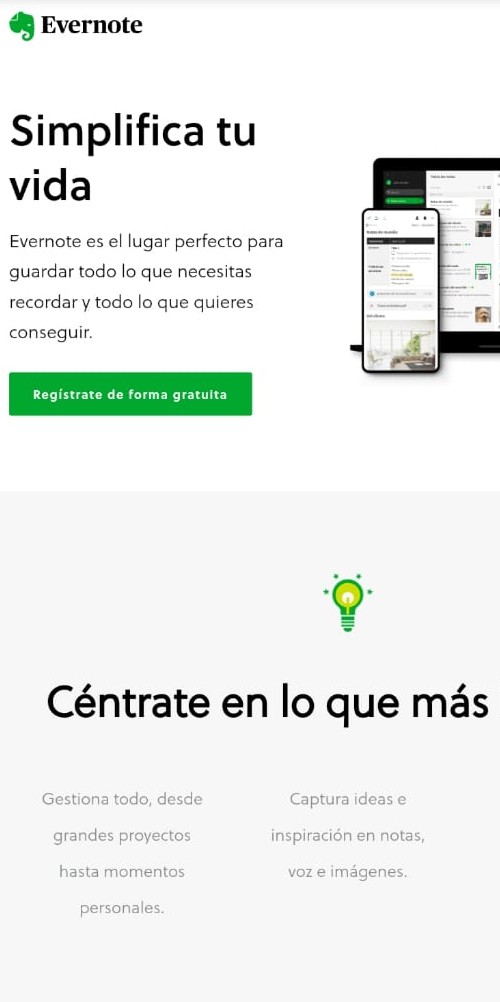 Evernote
Simplifica tu
vida
Evernote es el lugar perfecto para
guardar todo lo que necesitas
recordar y todo lo que quieres
conseguir.
Regístrate de forma gratuita
Céntrate en lo que más
Gestiona todo, desde
grandes proyectos
hasta momentos
personales.
Captura ideas e
inspiración en notas,
voz e imágenes.